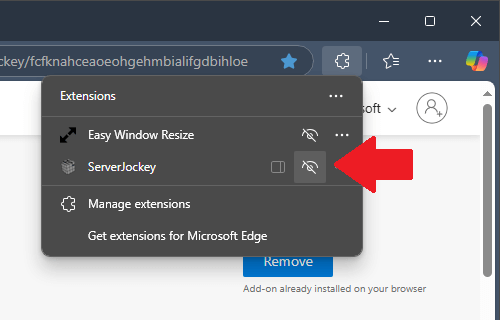 ckey/fcfknahceaoeohgehmbialifgdbihloe
Extensions
soft
Easy Window Resize
ServerJockey
Manage extensions
Get extensions for Microsoft Edge
Remove
Add-on already installed on your browser